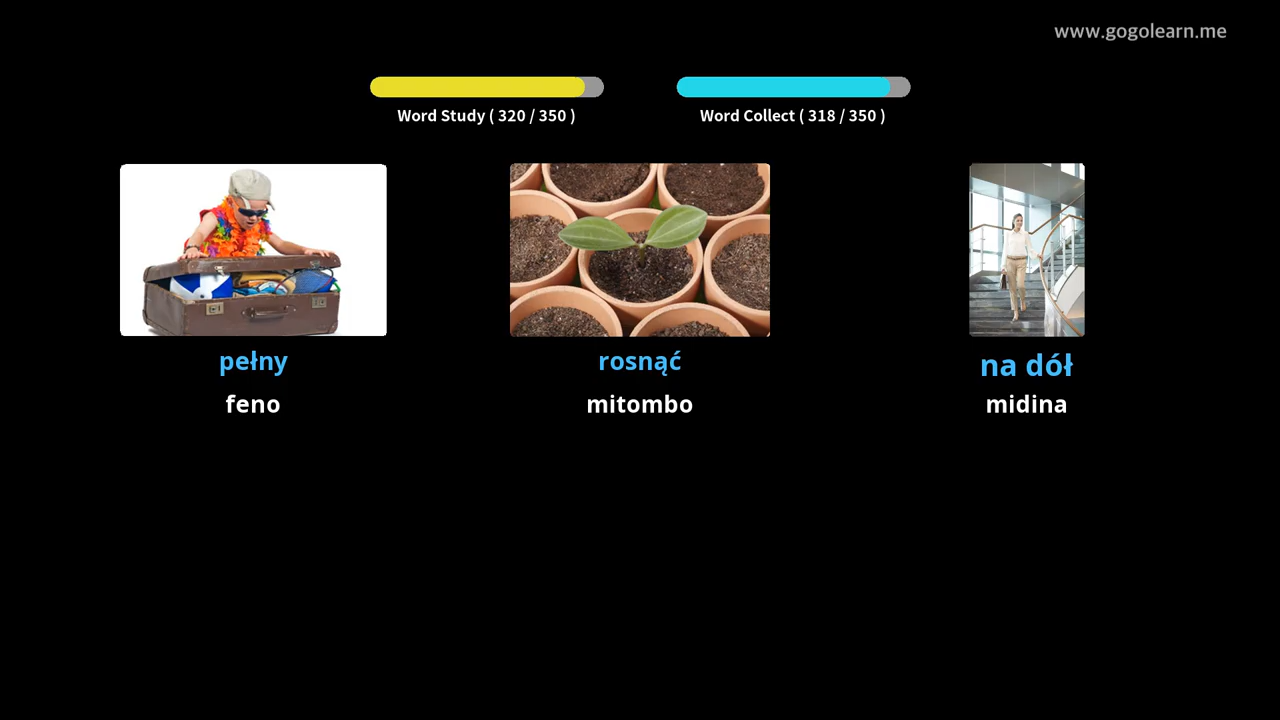 www.gogolearn.me
Word Study ( 320 / 350 )
Word Collect ( 318 / 350 )
pełny
rosnąć
na dół
feno
mitombo
midina